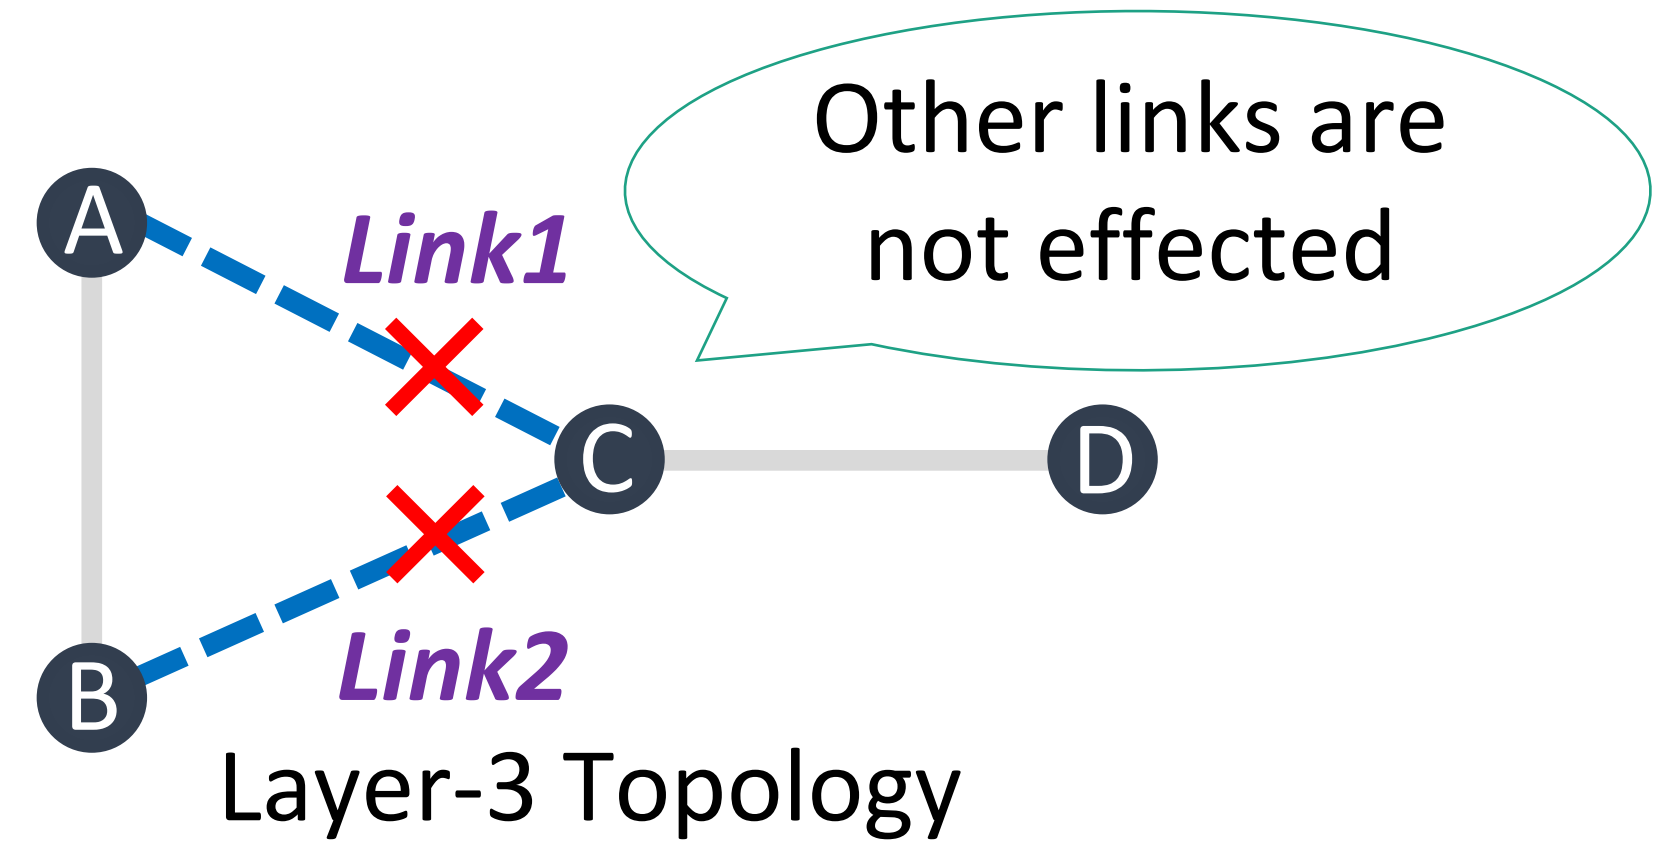 Other links are
not effected
A
Link1
C
D
Link2
B
Layer-3 Topology